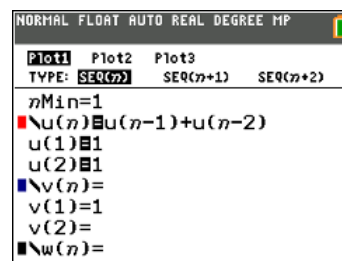 NORMAL FLOAT AUTO REAL DEGREE MP
Plot1 Plot2 Plot3
TYPE: SEQ(n) SEQ(n+1) SEQ(n+2)
nMin=1
\u(n)=u(n-1)+u(n-2)
u(1)=1
u(2)=1
\v(n)=
v(1)=1
v(2)=
\w(n)=